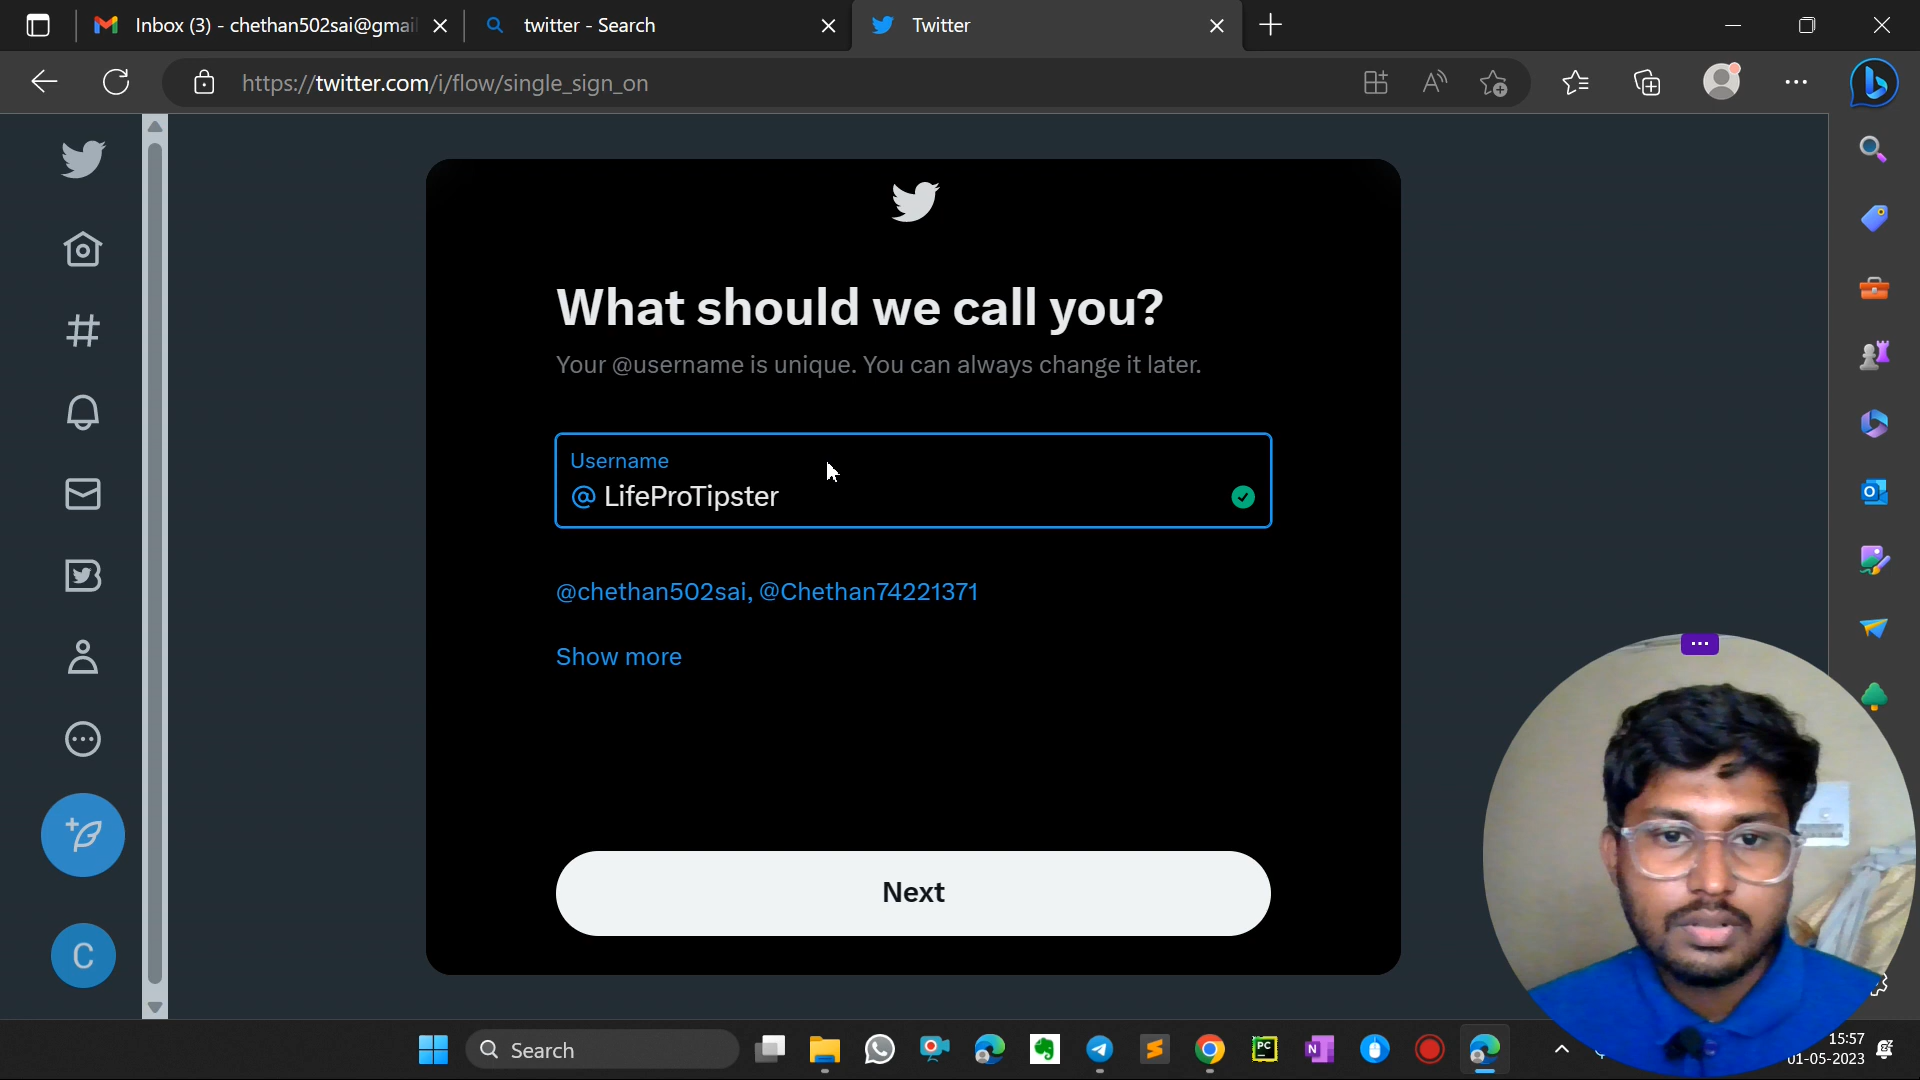 Inbox (3) - chethan502sai@gmai
twitter - Search
Twitter
https://twitter.com/i/flow/single_sign_on
What should we call you?
Your @username is unique. You can always change it later.
Username
@ LifeProTipster
@chethan502sai, @Chethan74221371
Show more
Next
C
Search
PC
N
15:57
01-05-2023